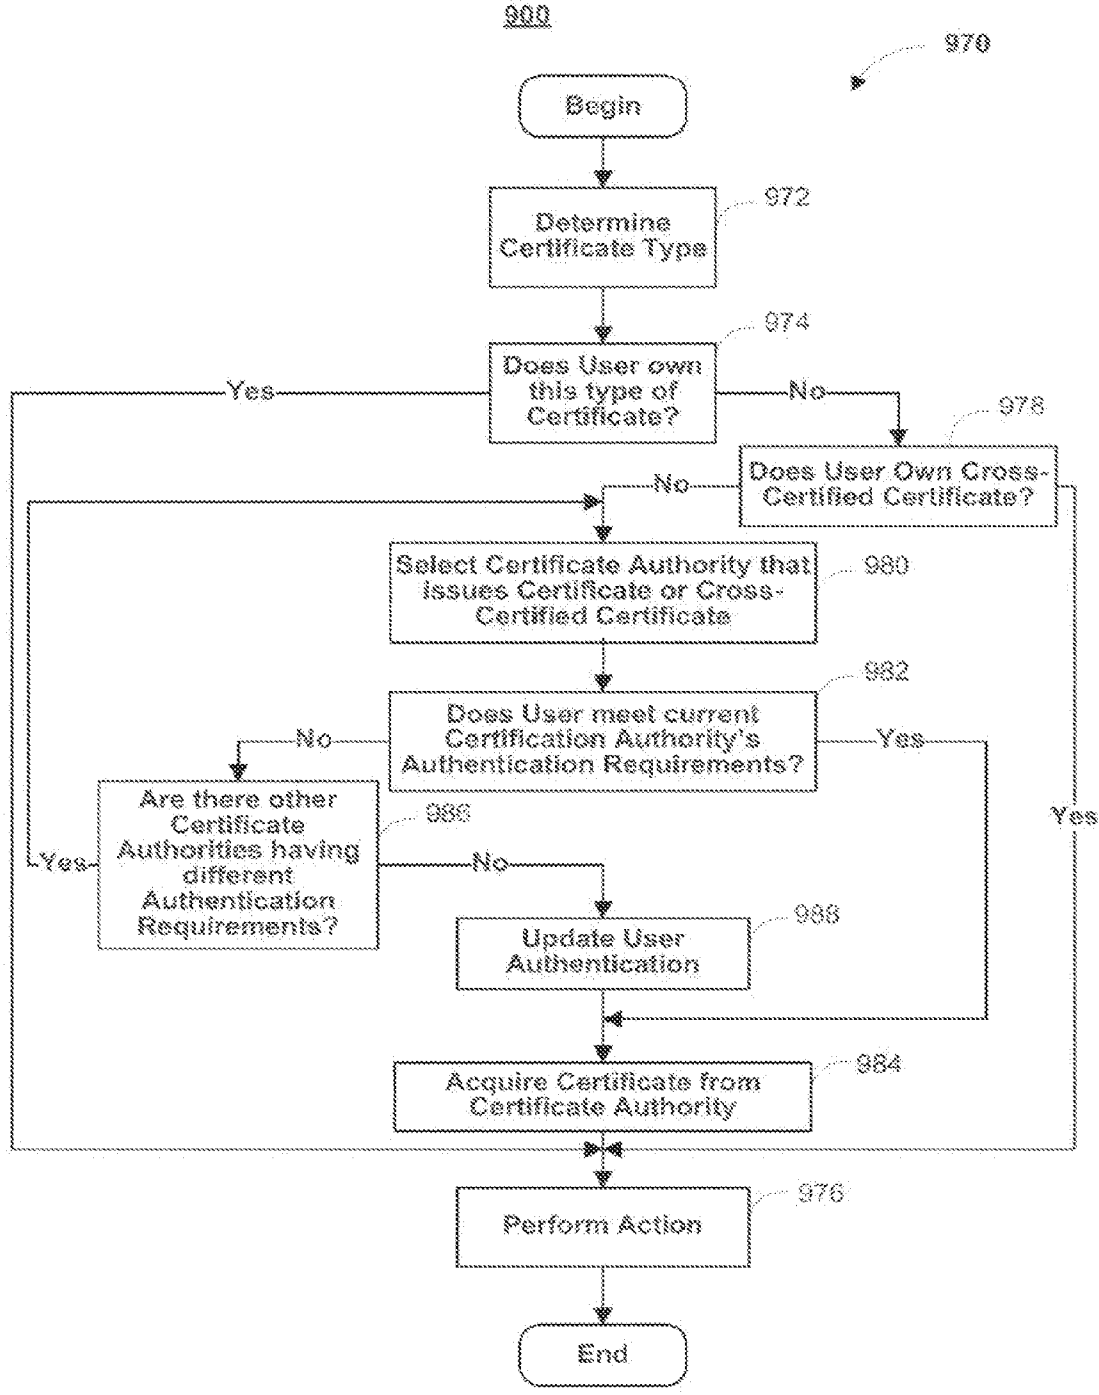 900
970
Begin
972
Determine
Certificate Type
974
Does User own
this type of
Certificate?
Yes
No
978
Does User Own Cross-
Certified Certificate?
No
980
Select Certificate Authority that
issues Certificate or Cross-
Certified Certificate
982
Does User meet current
Certification Authority's
Authentication Requirements?
No
Yes
986
Are there other
Certificate
Authorities having
different
Authentication
Requirements?
Yes
No
Yes
988
Update User
Authentication
984
Acquire Certificate from
Certificate Authority
976
Perform Action
End